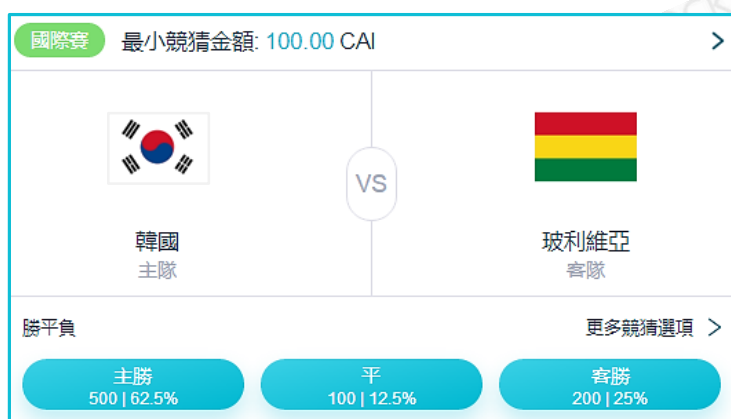 國際賽 最小競猜金額: 100.00 CAI
VS
韓國 玻利維亞
主隊 客隊
勝平負 更多競猜選項
主勝 平 客勝
500 | 62.5% 100 | 12.5% 200 | 25%